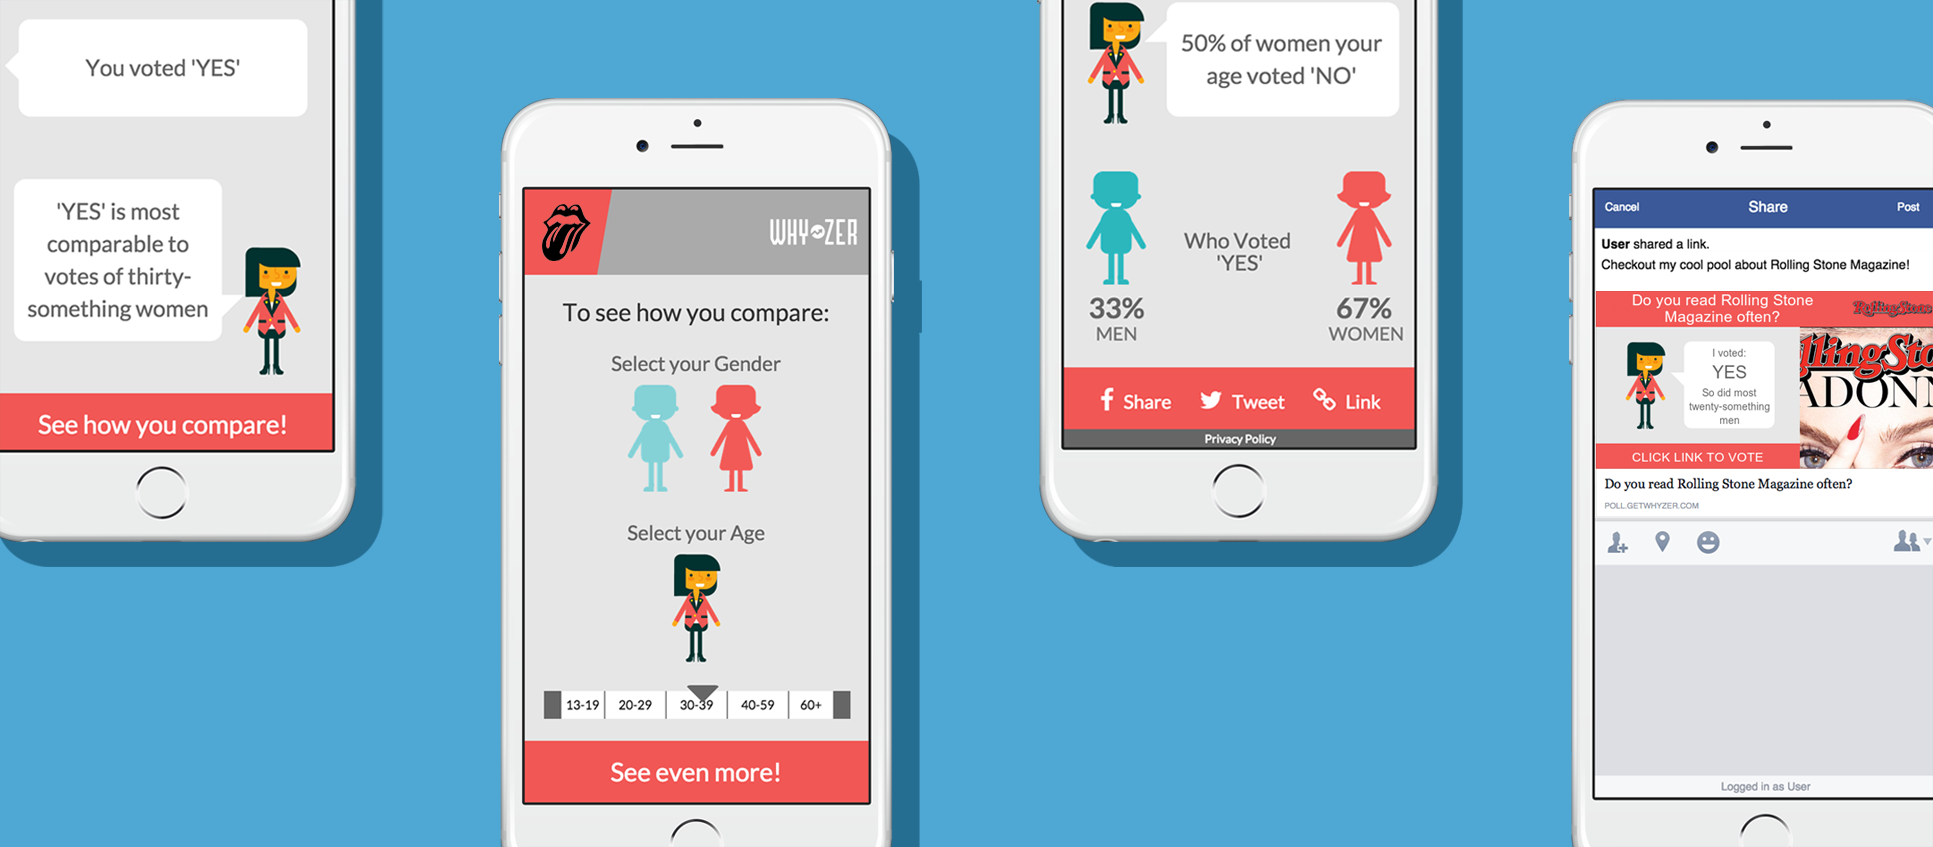 You voted 'YES'
'YES' is most
comparable to
votes of thirty-
something women
See how you compare!
WHYZER
To see how you compare:
Select your Gender
Select your Age
13-19 20-29 30-39 40-59 60+
See even more!
50% of women your
age voted 'NO'
Who Voted
'YES'
33%
MEN
67%
WOMEN
Share Tweet Link
Privacy Policy
Cancel Share Post
User shared a link.
Checkout my cool pool about Rolling Stone Magazine!
Do you read Rolling Stone
Magazine often?
RollingStone
I voted:
YES
So did most
twenty-something
men
llingSto
ADONN
CLICK LINK TO VOTE
Do you read Rolling Stone Magazine often?
POLL.GETWHYZER.COM
Logged in as User